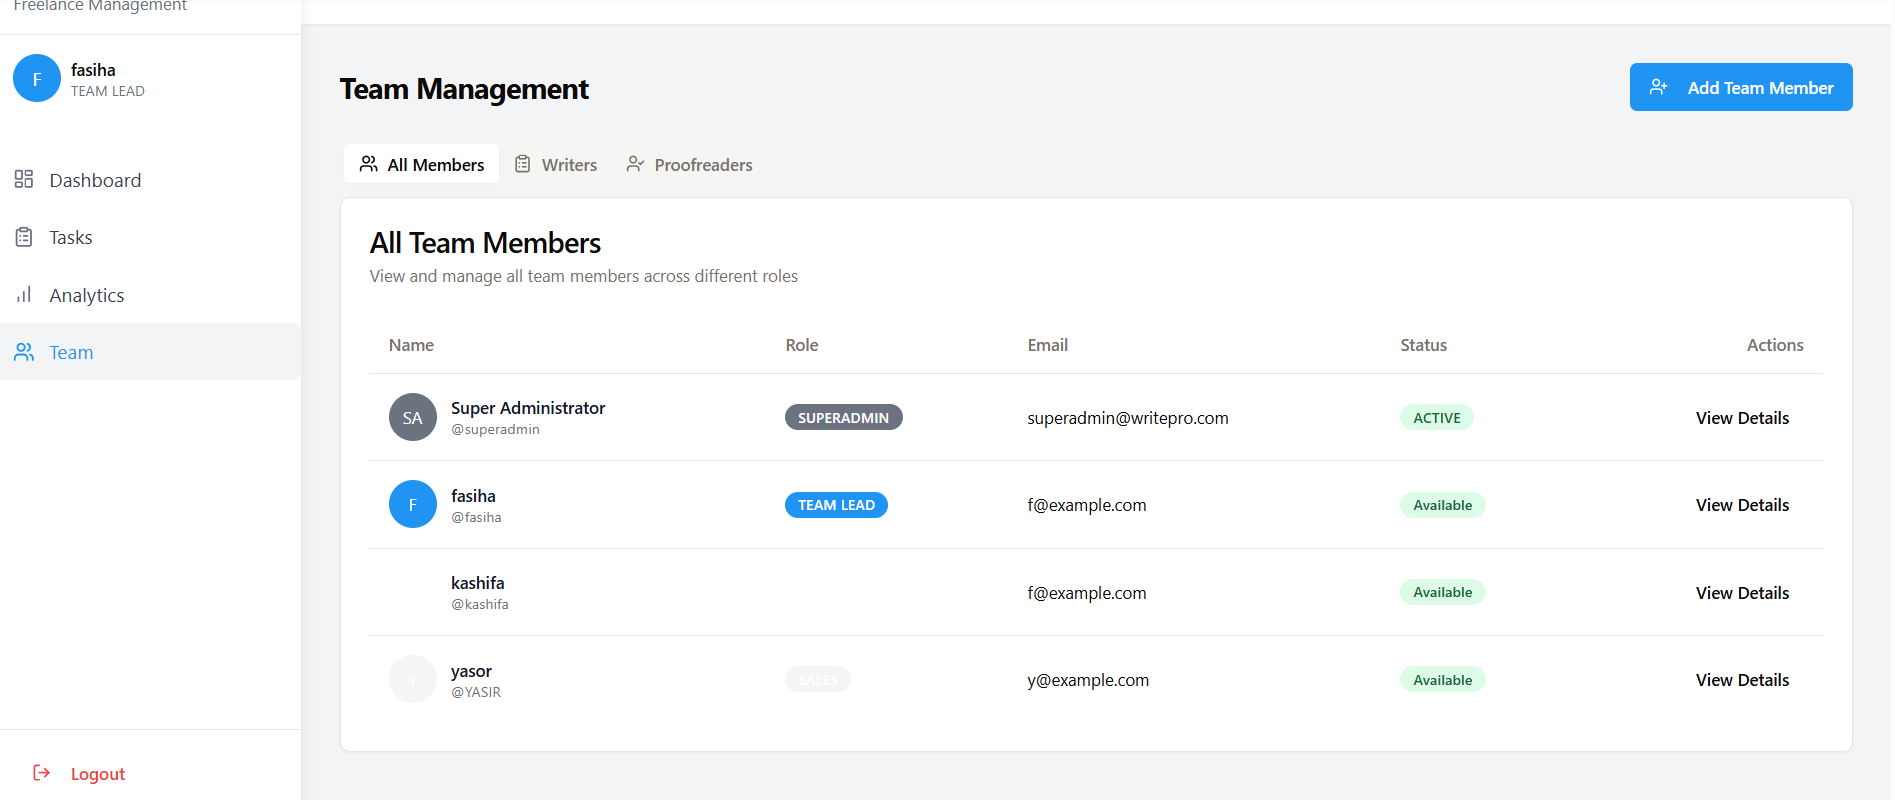 Freelance Management
F
fasiha
TEAM LEAD
Dashboard
Tasks
Analytics
Team
Logout
Team Management
Add Team Member
All Members
Writers
Proofreaders
All Team Members
View and manage all team members across different roles
Name Role Email Status Actions
SA Super Administrator SUPERADMIN superadmin@writepro.com ACTIVE View Details
@superadmin
F fasiha TEAM LEAD f@example.com Available View Details
@fasiha
kashifa f@example.com Available View Details
@kashifa
Y yasor SALES y@example.com Available View Details
@YASIR